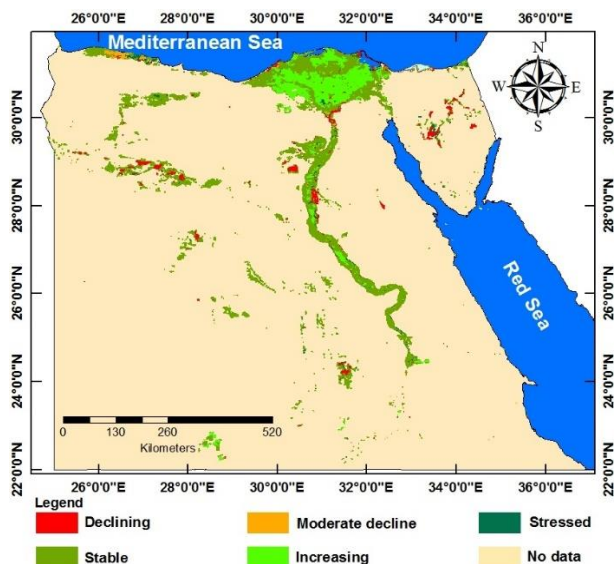 26°0'0"E 28°0'0"E 30°0'0"E 32°0'0"E 34°0'0"E 36°0'0"E
Mediterranean Sea
N
W E
S
30°0'0"N 30°0'0"N
28°0'0"N 28°0'0"N
Red Sea
26°0'0"N 26°0'0"N
24°0'0"N 24°0'0"N
0 130 260 520
Kilometers
22°0'0"N 22°0'0"N
26°0'0"E 28°0'0"E 30°0'0"E 32°0'0"E 34°0'0"E 36°0'0"E
Legend
Declining Moderate decline Stressed
Stable Increasing No data